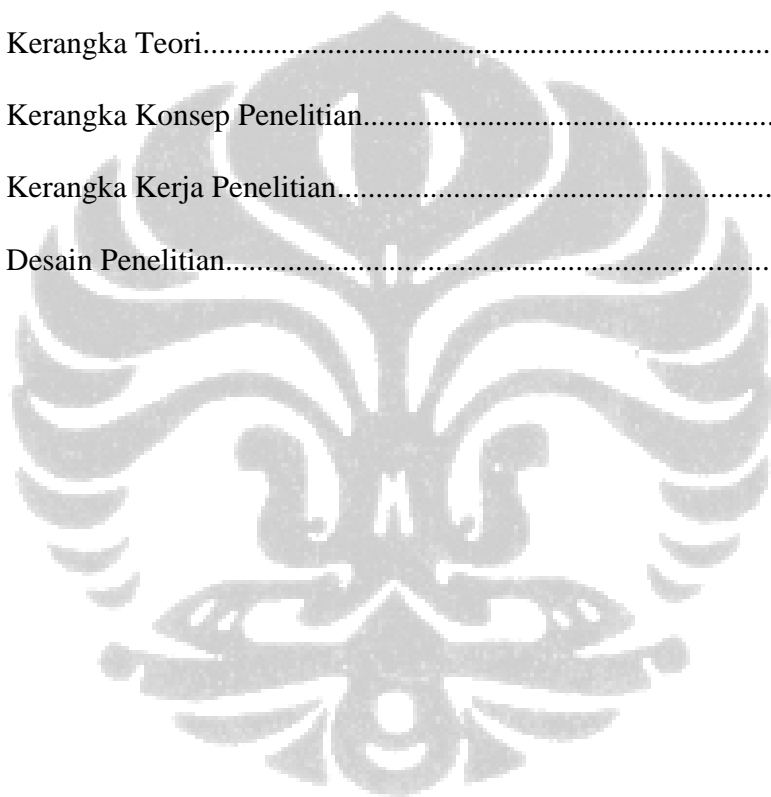 Kerangka Teori.......................................................................
Kerangka Konsep Penelitian...................................................
Kerangka Kerja Penelitian......................................................
Desain Penelitian....................................................................